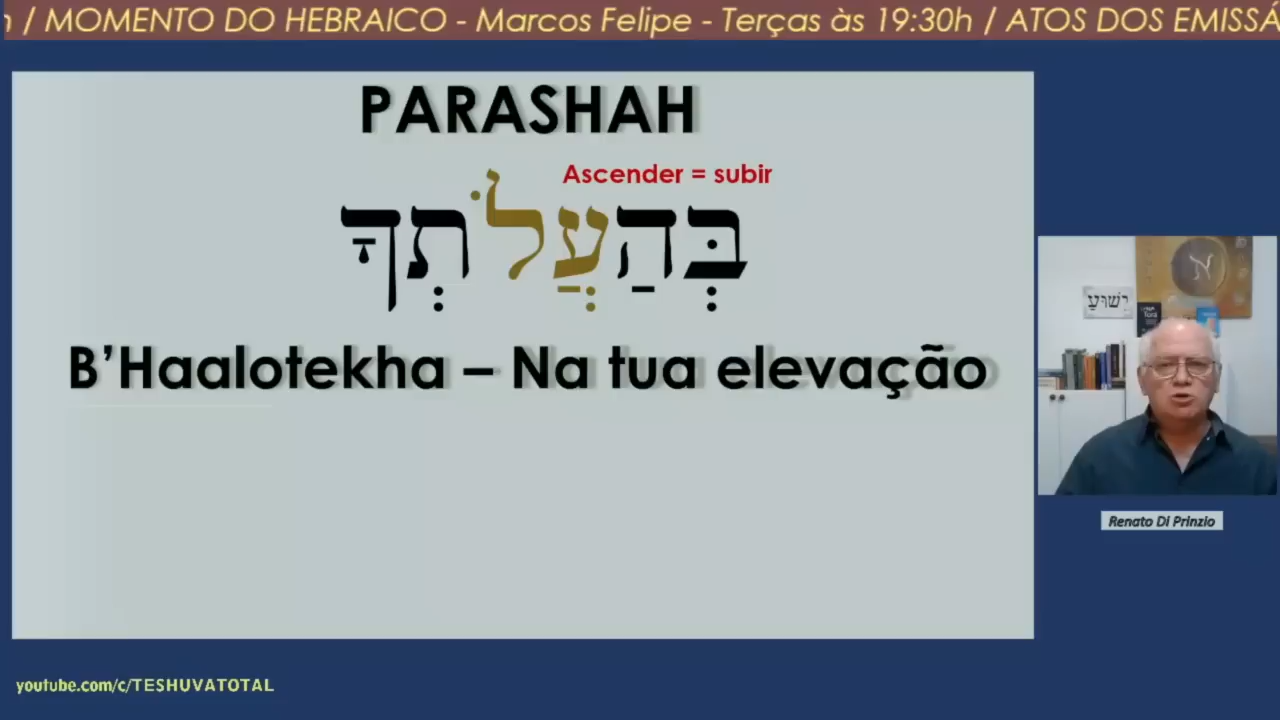 / MOMENTO DO HEBRAICO - Marcos Felipe - Terças às 19:30h / ATOS DOS EMISSÁ
PARASHAH
Ascender = subir
בְּהַעֲלֹתְךָ
B’Haalotekha – Na tua elevação
ישׁוּעַ
Renato Di Prinzio
youtube.com/c/TESHUVATOTAL